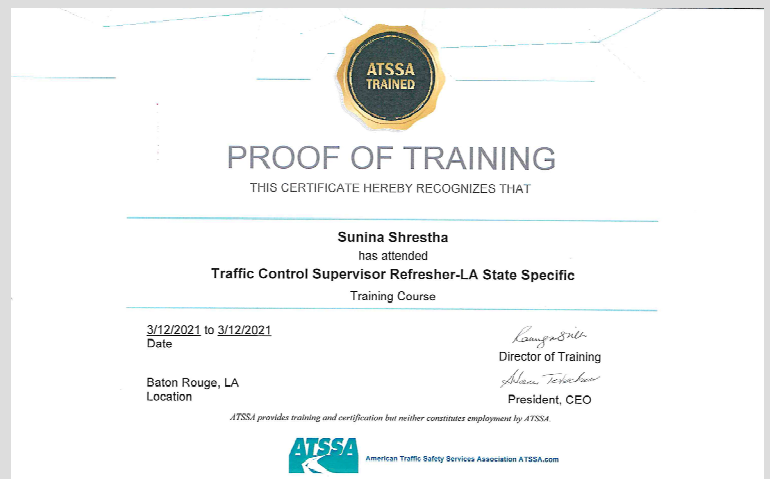 ATSSA
TRAINED
PROOF OF TRAINING
THIS CERTIFICATE HEREBY RECOGNIZES THAT
Sunina Shrestha
has attended
Traffic Control Supervisor Refresher-LA State Specific
Training Course
3/12/2021 to 3/12/2021
Date
Director of Training
Baton Rouge, LA
Location
President, CEO
ATSSA provides training and certification but neither constitutes employment by ATSSA
ATSSA
American Traffic Safety Services Association ATSSA.com